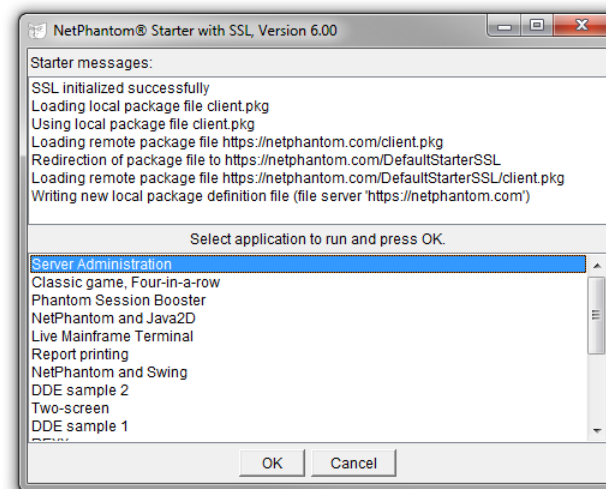 NetPhantom® Starter with SSL, Version 6.00
Starter messages:
SSL initialized successfully
Loading local package file client.pkg
Using local package file client.pkg
Loading remote package file https://netphantom.com/client.pkg
Redirection of package file to https://netphantom.com/DefaultStarterSSL
Loading remote package file https://netphantom.com/DefaultStarterSSL/client.pkg
Writing new local package definition file (file server 'https://netphantom.com')
Select application to run and press OK.
Server Administration
Classic game, Four-in-a-row
Phantom Session Booster
NetPhantom and Java2D
Live Mainframe Terminal
Report printing
NetPhantom and Swing
DDE sample 2
Two-screen
DDE sample 1
OK Cancel